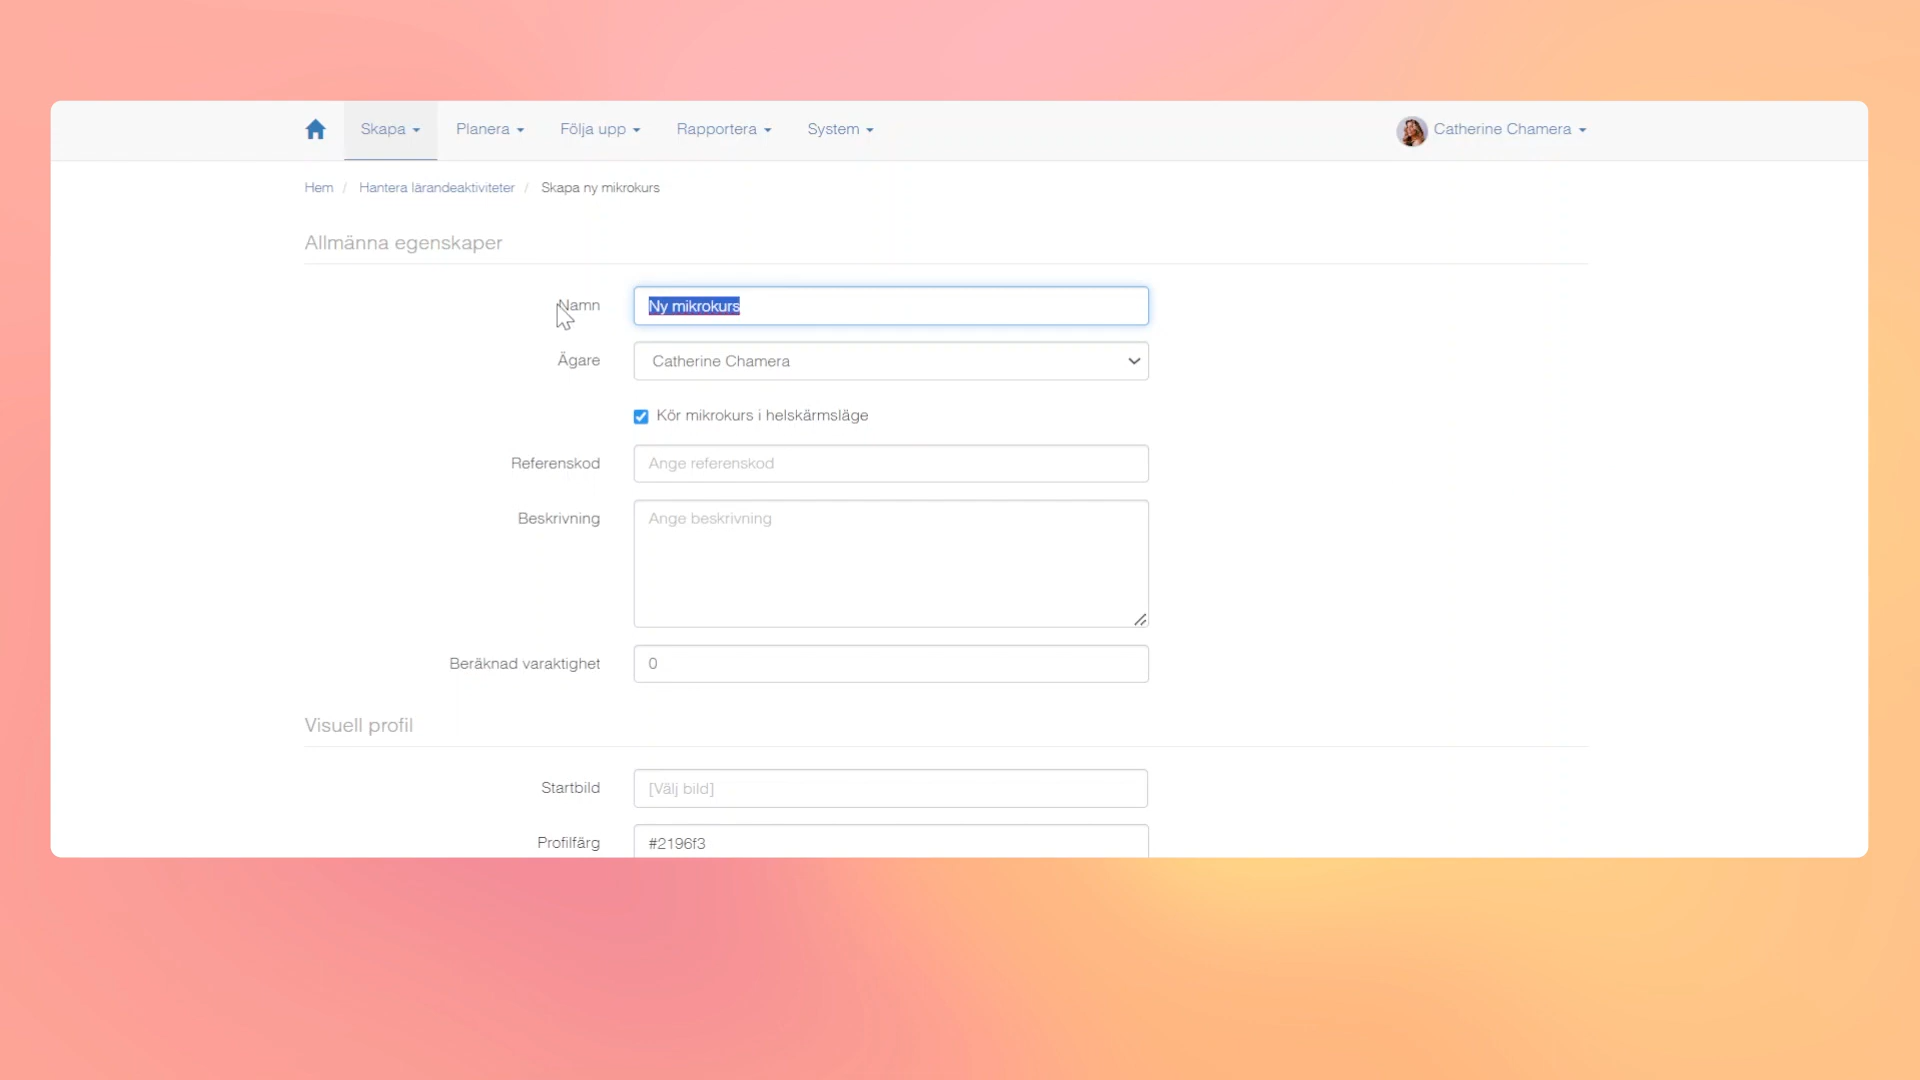 Skapa Planera Följa upp Rapportera System Catherine Chamera
Hem / Hantera lärandeaktiviteter / Skapa ny mikrokurs
Allmänna egenskaper
Namn Ny mikrokurs
Ägare Catherine Chamera
Kör mikrokurs i helskärmsläge
Referenskod Ange referenskod
Beskrivning Ange beskrivning
Beräknad varaktighet 0
Visuell profil
Startbild [Välj bild]
Profilfärg #2196f3